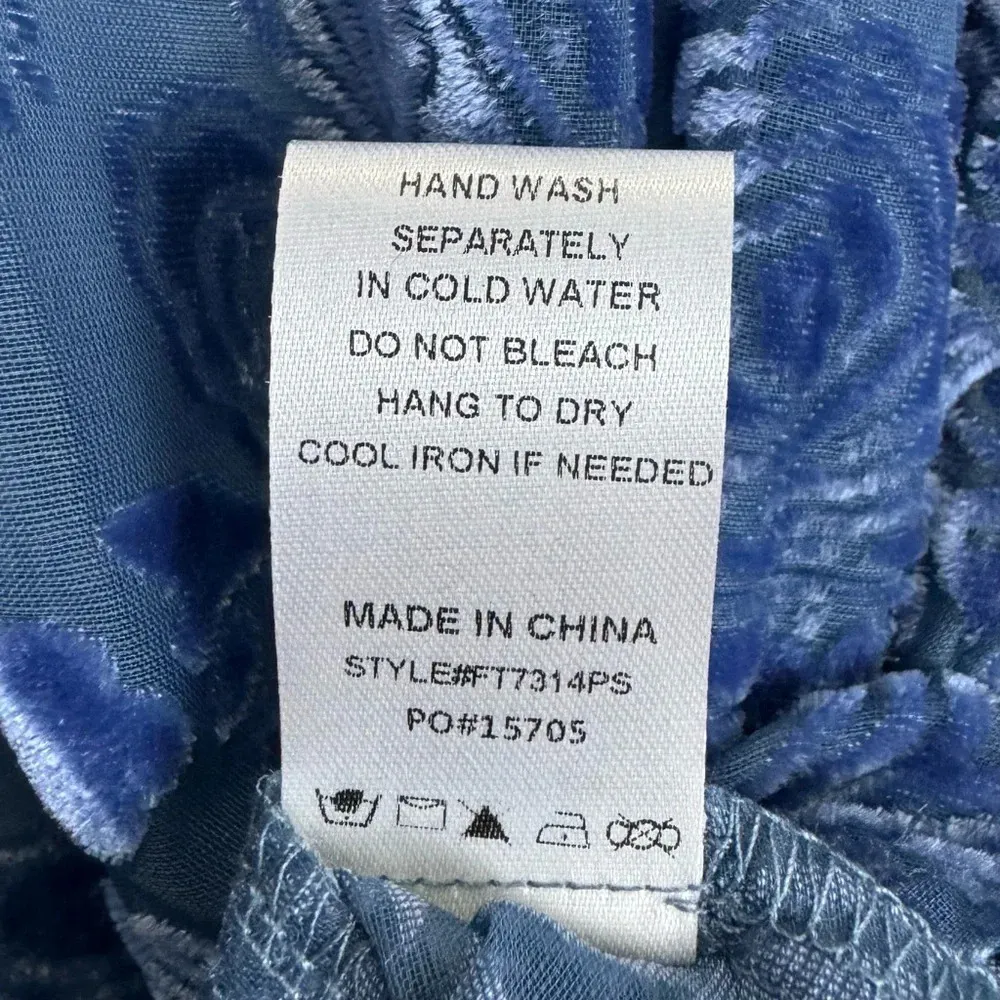 HAND WASH
SEPARATELY
IN COLD WATER
DO NOT BLEACH
HANG TO DRY
COOL IRON IF NEEDED
MADE IN CHINA
STYLE#FT7314PS
PO#15705